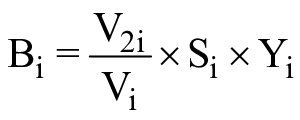 Bᵢ = V₂ᵢ / Vᵢ × Sᵢ × Yᵢ